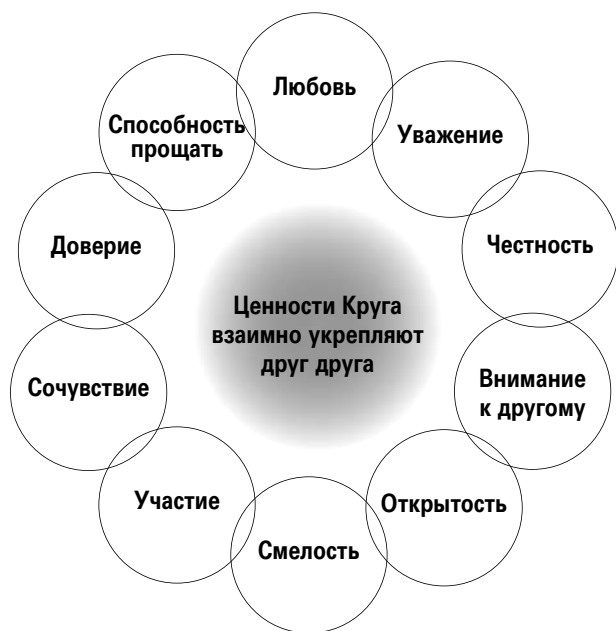 Любовь
Уважение
Честность
Внимание
к другому
Открытость
Смелость
Участие
Сочувствие
Доверие
Способность
прощать
Ценности Круга
взаимно укрепляют
друг друга